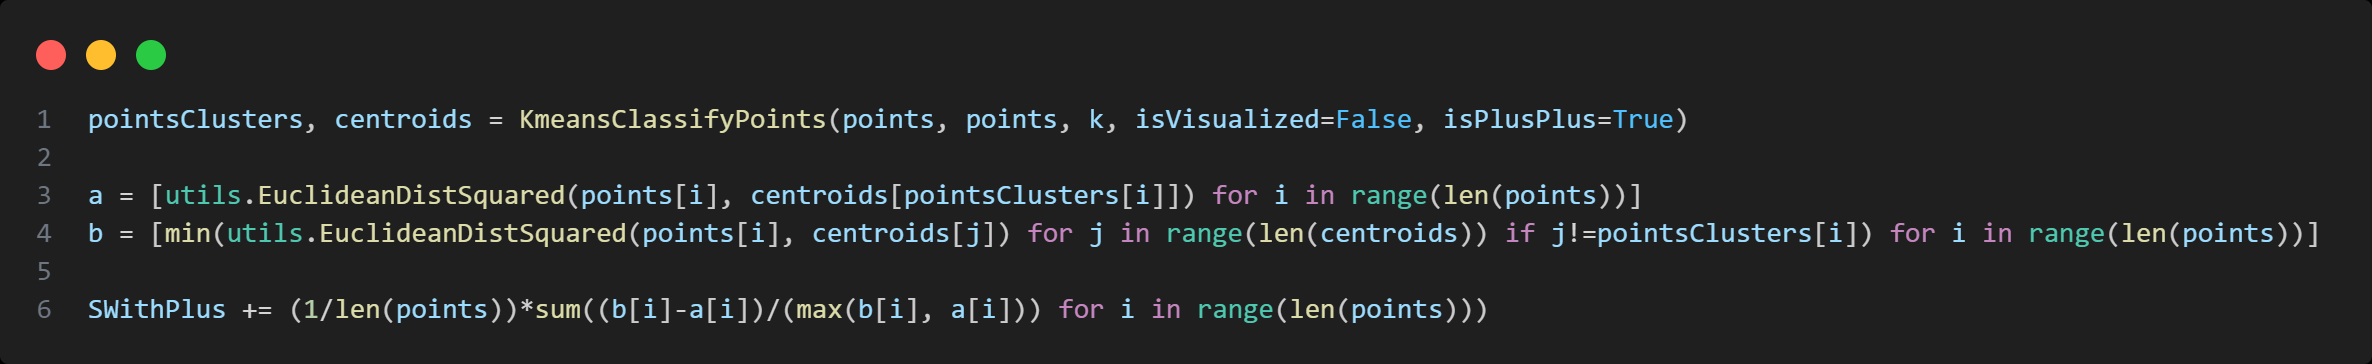 1 pointsClusters, centroids = KmeansClassifyPoints(points, points, k, isVisualized=False, isPlusPlus=True)
2
3 a = [utils.EuclideanDistSquared(points[i], centroids[pointsClusters[i]]) for i in range(len(points))]
4 b = [min(utils.EuclideanDistSquared(points[i], centroids[j]) for j in range(len(centroids)) if j!=pointsClusters[i]) for i in range(len(points))]
5
6 SWithPlus += (1/len(points))*sum((b[i]-a[i])/(max(b[i], a[i])) for i in range(len(points)))